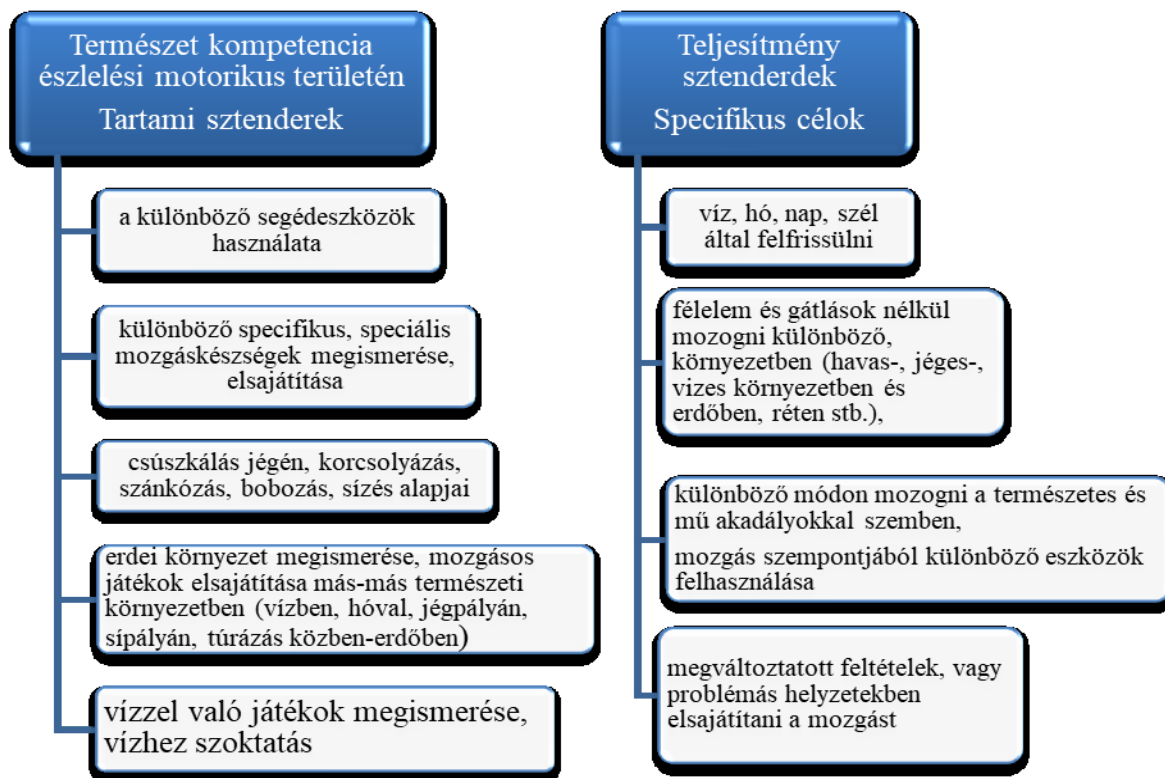 Természet kompetencia
észlelési motorikus területén
Tartami sztenderek
a különböző segédeszközök
használata
különböző specifikus, speciális
mozgáskészségek megismerése,
elsajátítása
csúszkálás jégén, korcsolyázás,
szánkózás, bobozás, sízés alapjai
erdei környezet megismerése, mozgásos
játékok elsajátítása más-más természeti
környezetben (vízben, hóval, jégpályán,
sípályán, túrázás közben-erdőben)
vízzel való játékok megismerése,
vízhez szoktatás
Teljesítmény
sztenderdek
Specifikus célok
víz, hó, nap, szél
által felfrissülni
félelem és gátlások nélkül
mozogni különböző,
környezetben (havas-, jéges-,
vizes környezetben és
erdőben, réten stb.),
különböző módon mozogni a természetes és
mű akadályokkal szemben,
mozgás szempontjából különböző eszközök
felhasználása
megváltoztatott feltételek, vagy
problémás helyzetekben
elsajátítani a mozgást